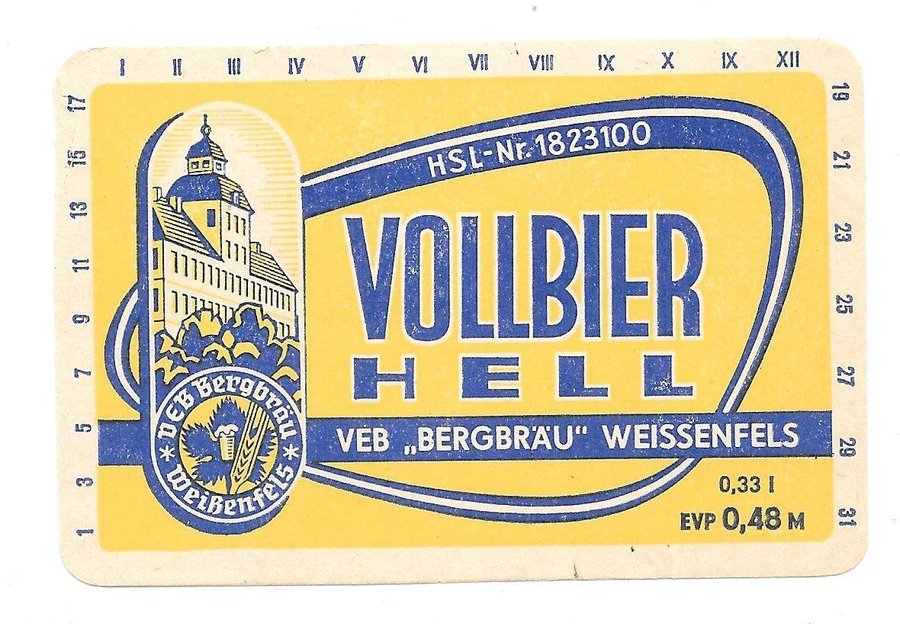 I II III IV V VI VII VIII IX X IX XII
17 15 13 11 9 7 5 3 1
19 21 23 25 27 29 31
HSL-Nr. 1823100
VOLLBIER
HELL
VEB „BERGBRÄU“ WEISSENFELS
VEB Bergbräu
Weißenfels
0,33 l
EVP 0,48 M